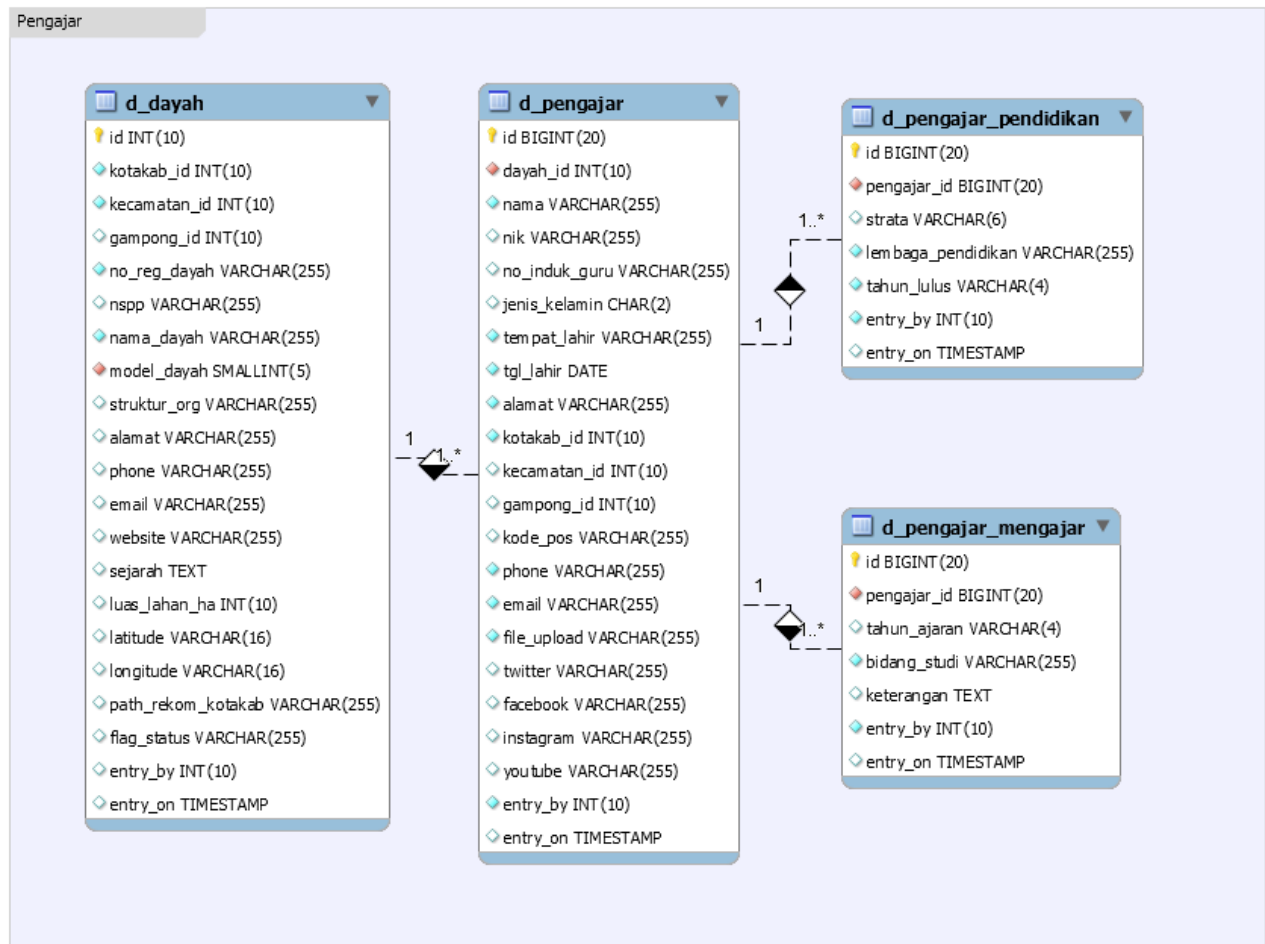 Pengajar
d_dayah
id INT(10)
kotakab_id INT(10)
kecamatan_id INT(10)
gampong_id INT(10)
no_reg_dayah VARCHAR(255)
nspp VARCHAR(255)
nama_dayah VARCHAR(255)
model_dayah SMALLINT(5)
struktur_org VARCHAR(255)
alamat VARCHAR(255)
phone VARCHAR(255)
email VARCHAR(255)
website VARCHAR(255)
sejarah TEXT
luas_lahan_ha INT(10)
latitude VARCHAR(16)
longitude VARCHAR(16)
path_rekom_kotakab VARCHAR(255)
flag_status VARCHAR(255)
entry_by INT(10)
entry_on TIMESTAMP
1
1..*
d_pengajar
id BIGINT(20)
dayah_id INT(10)
nama VARCHAR(255)
nik VARCHAR(255)
no_induk_guru VARCHAR(255)
jenis_kelamin CHAR(2)
tempat_lahir VARCHAR(255)
tgl_lahir DATE
alamat VARCHAR(255)
kotakab_id INT(10)
kecamatan_id INT(10)
gampong_id INT(10)
kode_pos VARCHAR(255)
phone VARCHAR(255)
email VARCHAR(255)
file_upload VARCHAR(255)
twitter VARCHAR(255)
facebook VARCHAR(255)
instagram VARCHAR(255)
youtube VARCHAR(255)
entry_by INT(10)
entry_on TIMESTAMP
1..*
1
d_pengajar_pendidikan
id BIGINT(20)
pengajar_id BIGINT(20)
strata VARCHAR(6)
lembaga_pendidikan VARCHAR(255)
tahun_lulus VARCHAR(4)
entry_by INT(10)
entry_on TIMESTAMP
1
1..*
d_pengajar_mengajar
id BIGINT(20)
pengajar_id BIGINT(20)
tahun_ajaran VARCHAR(4)
bidang_studi VARCHAR(255)
keterangan TEXT
entry_by INT(10)
entry_on TIMESTAMP